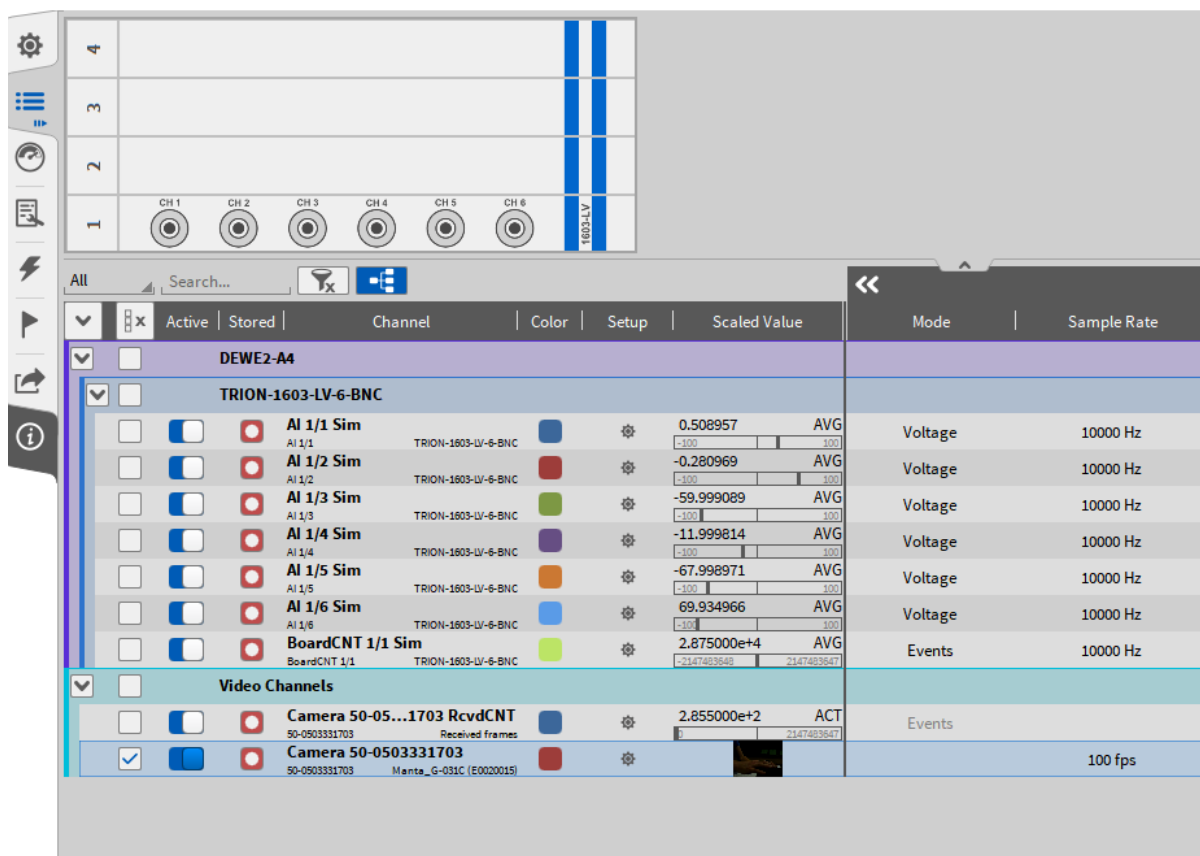 4
3
2
1
CH 1 CH 2 CH 3 CH 4 CH 5 CH 6
1603-LV
All Search...
x Active Stored Channel Color Setup Scaled Value Mode Sample Rate
DEWE2-A4
TRION-1603-LV-6-BNC
AI 1/1 Sim 0.508957 AVG
AI 1/1 TRION-1603-LV-6-BNC -100 100 Voltage 10000 Hz
AI 1/2 Sim -0.280969 AVG
AI 1/2 TRION-1603-LV-6-BNC -100 100 Voltage 10000 Hz
AI 1/3 Sim -59.999089 AVG
AI 1/3 TRION-1603-LV-6-BNC -100 100 Voltage 10000 Hz
AI 1/4 Sim -11.999814 AVG
AI 1/4 TRION-1603-LV-6-BNC -100 100 Voltage 10000 Hz
AI 1/5 Sim -67.998971 AVG
AI 1/5 TRION-1603-LV-6-BNC -100 100 Voltage 10000 Hz
AI 1/6 Sim 69.934966 AVG
AI 1/6 TRION-1603-LV-6-BNC -100 100 Voltage 10000 Hz
BoardCNT 1/1 Sim 2.875000e+4 AVG
BoardCNT 1/1 TRION-1603-LV-6-BNC -2147483648 2147483647 Events 10000 Hz
Video Channels
Camera 50-05...1703 RcvdCNT 2.855000e+2 ACT
50-0503331703 Received frames 0 2147483647 Events
Camera 50-0503331703
50-0503331703 Manta_G-031C (E0020015) 100 fps